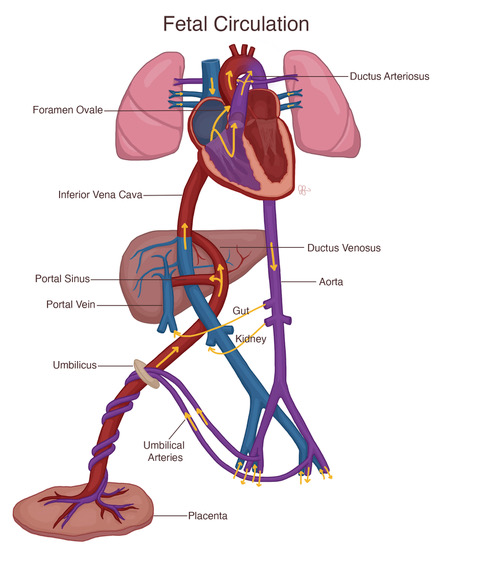 Fetal Circulation
Ductus Arteriosus
Foramen Ovale
Inferior Vena Cava
Ductus Venosus
Portal Sinus
Aorta
Portal Vein
Gut
Kidney
Umbilicus
Umbilical
Arteries
Placenta